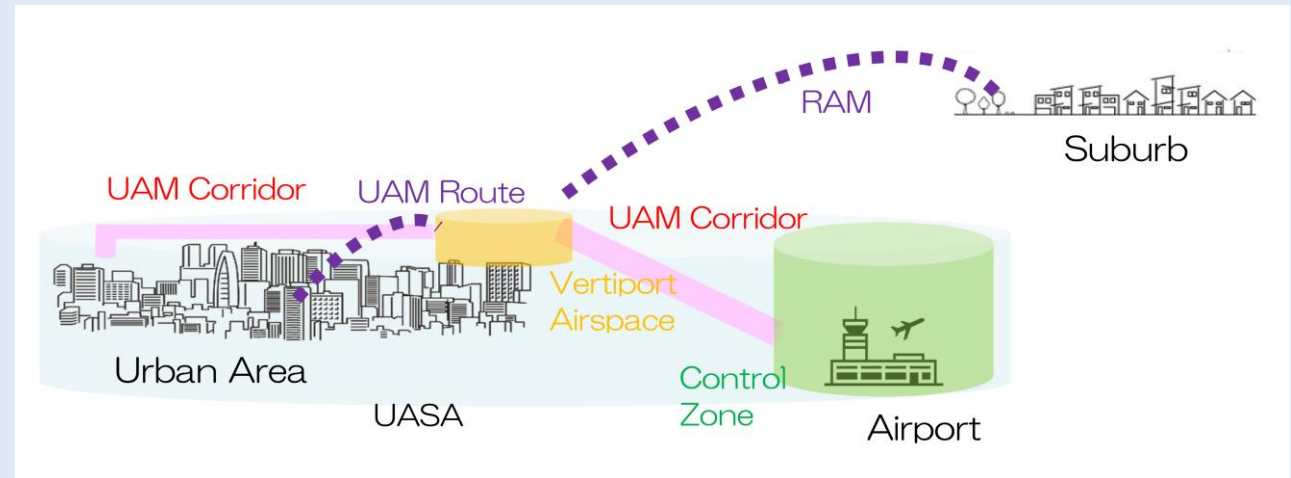 RAM
Suburb
UAM Corridor
UAM Route
UAM Corridor
Vertiport
Airspace
Urban Area
UASA
Control
Zone
Airport